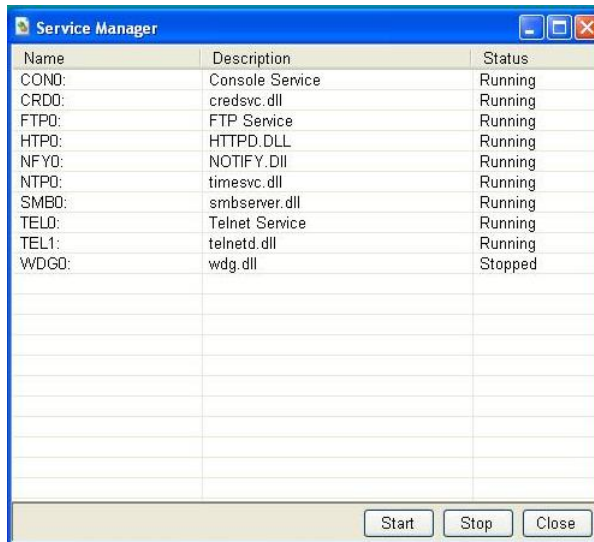 Service Manager
Name Description Status
CON0: Console Service Running
CRD0: credsvc.dll Running
FTP0: FTP Service Running
HTP0: HTTPD.DLL Running
NFY0: NOTIFY.Dll Running
NTP0: timesvc.dll Running
SMB0: smbserver.dll Running
TEL0: Telnet Service Running
TEL1: telnetd.dll Running
WDG0: wdg.dll Stopped
Start Stop Close